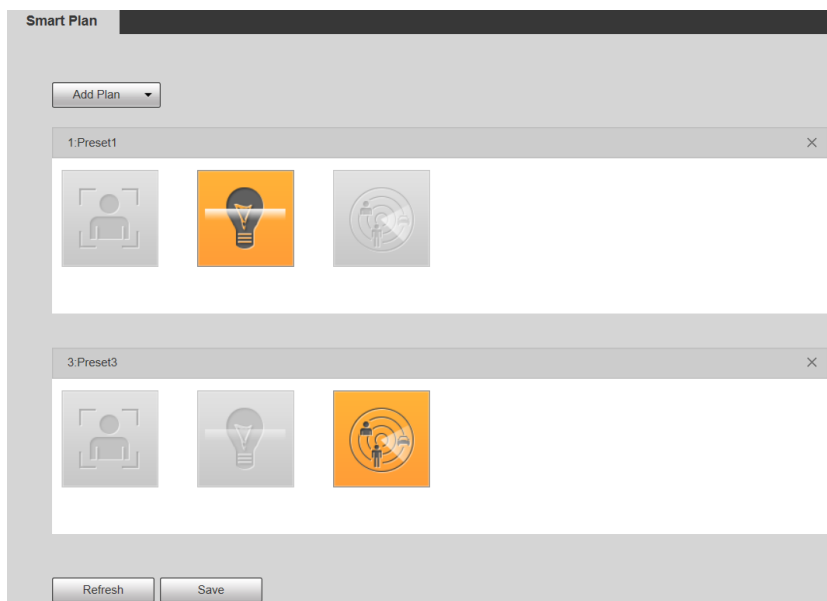 Smart Plan
Add Plan
1:Preset1
3:Preset3
Refresh
Save